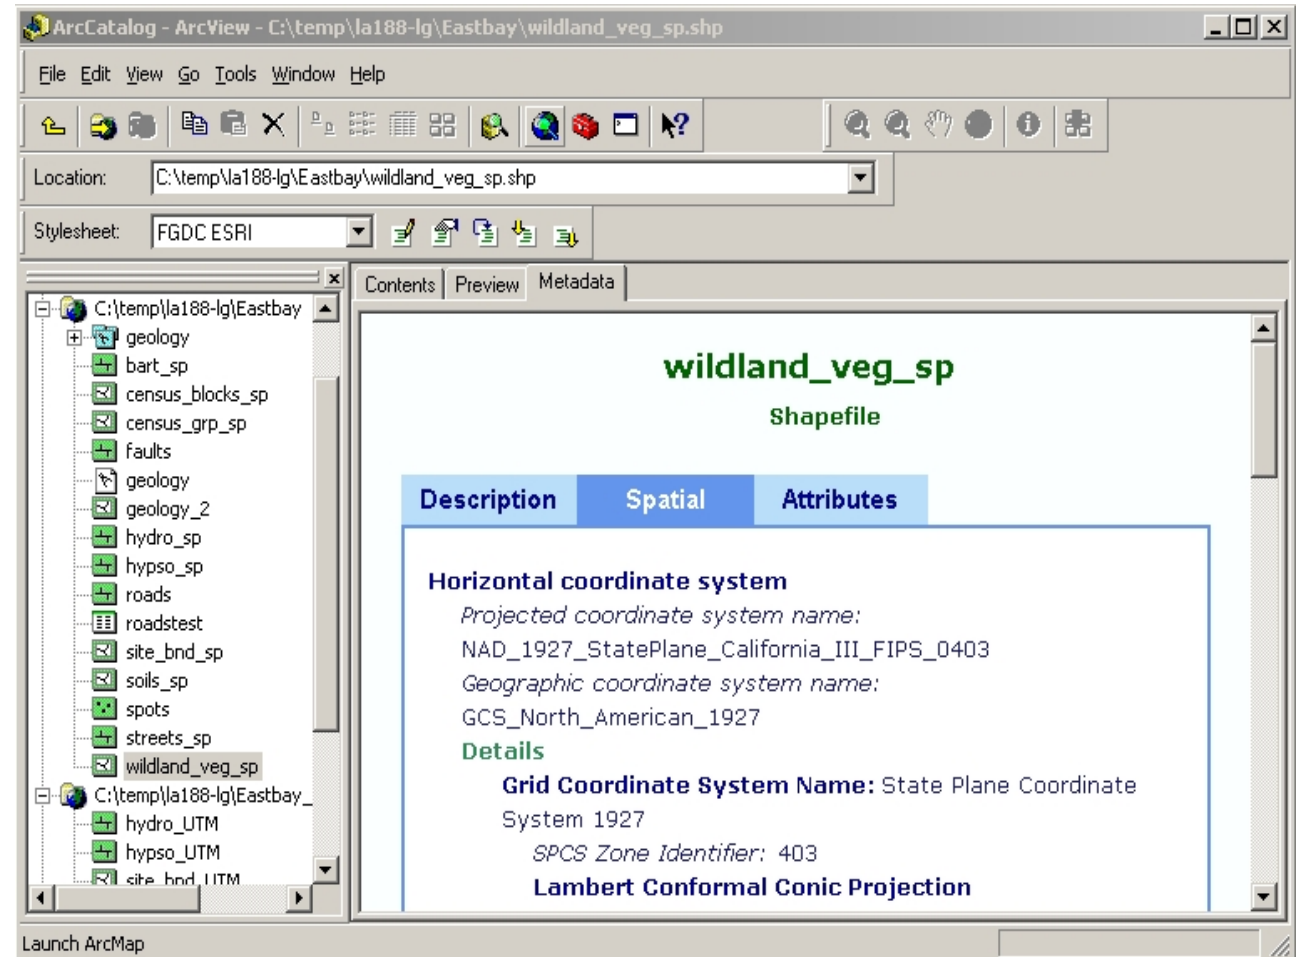 ArcCatalog - ArcView - C:\temp\la188-lg\Eastbay\wildland_veg_sp.shp
File Edit View Go Tools Window Help
Location: C:\temp\la188-lg\Eastbay\wildland_veg_sp.shp
Stylesheet: FGDC ESRI
C:\temp\la188-lg\Eastbay
geology
bart_sp
census_blocks_sp
census_grp_sp
faults
geology
geology_2
hydro_sp
hypso_sp
roads
roadstest
site_bnd_sp
soils_sp
spots
streets_sp
wildland_veg_sp
C:\temp\la188-lg\Eastbay_
hydro_UTM
hypso_UTM
site_bnd_UTM
Contents Preview Metadata
wildland_veg_sp
Shapefile
Description Spatial Attributes
Horizontal coordinate system
Projected coordinate system name:
NAD_1927_StatePlane_California_III_FIPS_0403
Geographic coordinate system name:
GCS_North_American_1927
Details
Grid Coordinate System Name: State Plane Coordinate
System 1927
SPCS Zone Identifier: 403
Lambert Conformal Conic Projection
Launch ArcMap